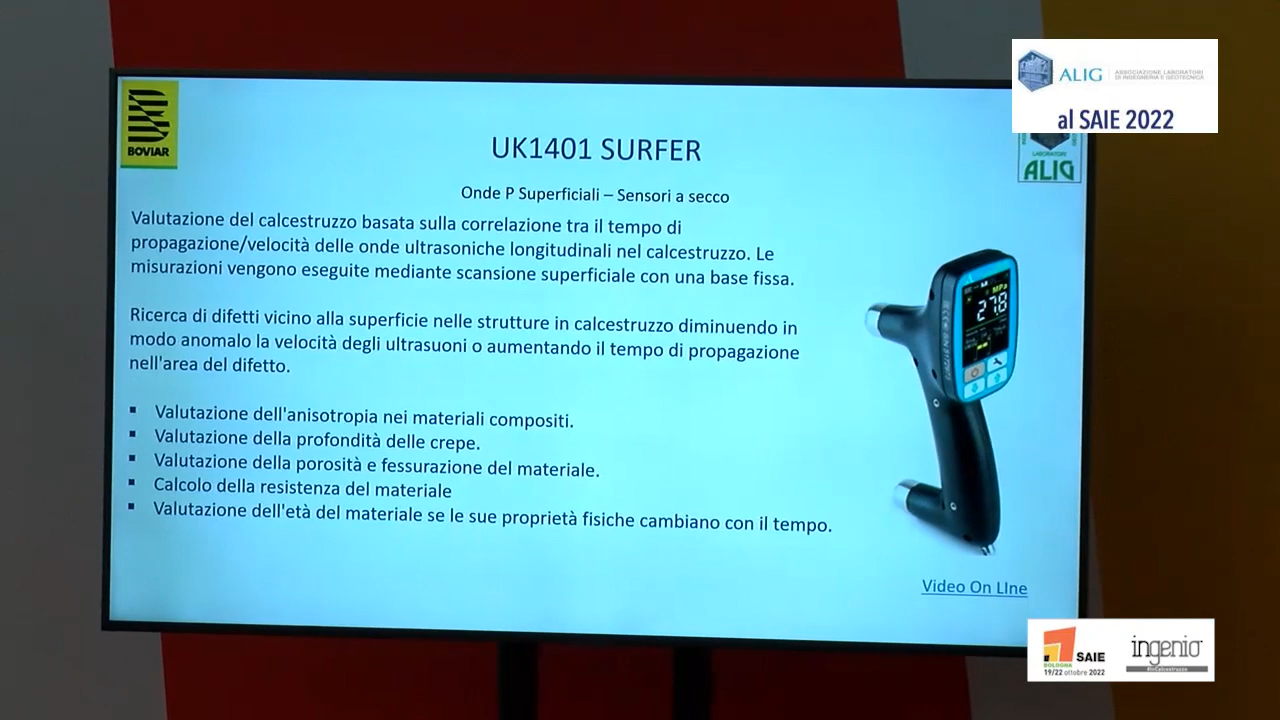 ALIG
ASSOCIAZIONE LABORATORI
DI INGEGNERIA E GEOTECNICA
al SAIE 2022
BOVIAR
LABORATORI
ALIG
UK1401 SURFER
Onde P Superficiali – Sensori a secco
Valutazione del calcestruzzo basata sulla correlazione tra il tempo di
propagazione/velocità delle onde ultrasoniche longitudinali nel calcestruzzo. Le
misurazioni vengono eseguite mediante scansione superficiale con una base fissa.
Ricerca di difetti vicino alla superficie nelle strutture in calcestruzzo diminuendo in
modo anomalo la velocità degli ultrasuoni o aumentando il tempo di propagazione
nell'area del difetto.
▪ Valutazione dell'anisotropia nei materiali compositi.
▪ Valutazione della profondità delle crepe.
▪ Valutazione della porosità e fessurazione del materiale.
▪ Calcolo della resistenza del materiale
▪ Valutazione dell'età del materiale se le sue proprietà fisiche cambiano con il tempo.
MPa
27.8
Video On LIne
SAIE
BOLOGNA
19/22 ottobre 2022
ingenio
#inCalcestruzzo